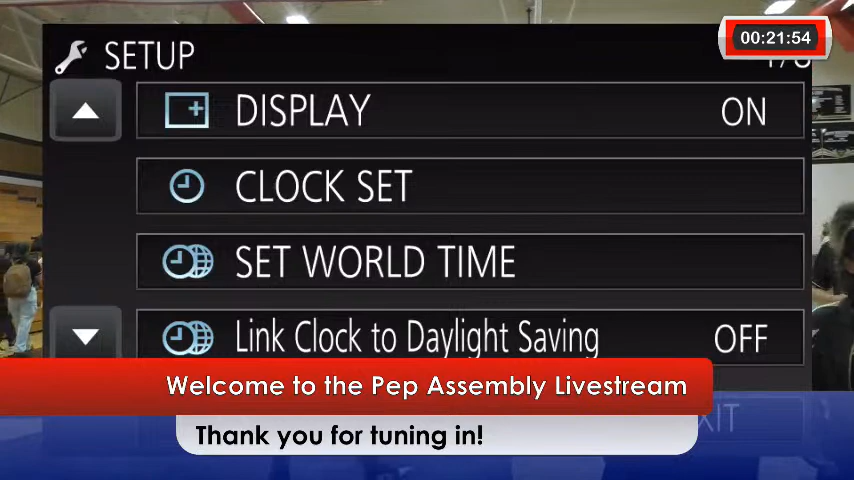 00:21:54
SETUP
DISPLAY ON
CLOCK SET
SET WORLD TIME
Link Clock to Daylight Saving OFF
Welcome to the Pep Assembly Livestream
Thank you for tuning in!